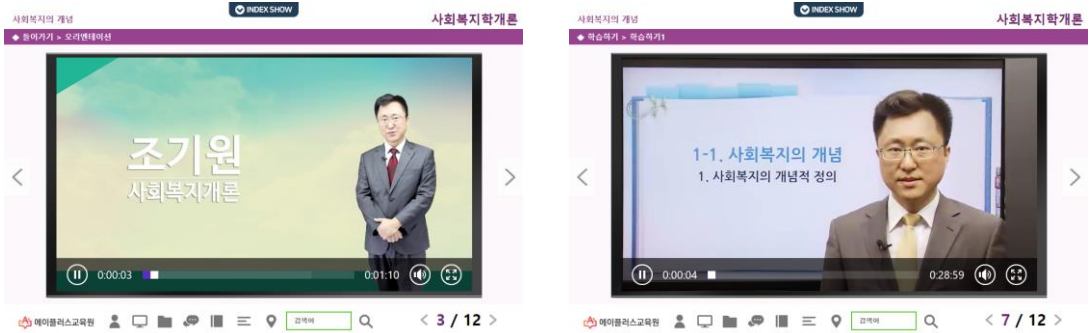 INDEX SHOW
사회복지의 개념
사회복지학개론
◆ 들어가기 > 오리엔테이션
조기원
사회복지개론
0:00:03
0:01:10
에이플러스교육원
검색어
< 3 / 12 >
INDEX SHOW
사회복지의 개념
사회복지학개론
◆ 학습하기 > 학습하기1
1-1. 사회복지의 개념
1. 사회복지의 개념적 정의
0:00:04
0:28:59
에이플러스교육원
검색어
< 7 / 12 >